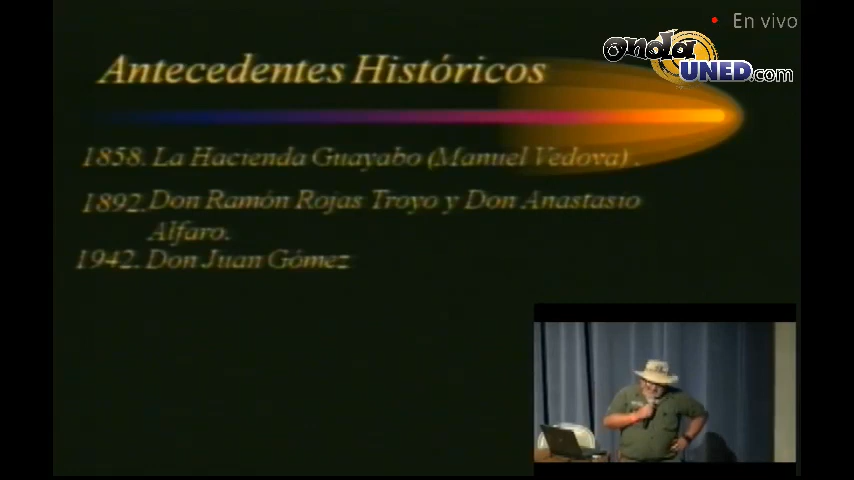 En vivo
onda
UNED.com
Antecedentes Históricos
1858. La Hacienda Guayabo (Manuel Vedova) .
1892. Don Ramón Rojas Troyo y Don Anastasio
Alfaro.
1942. Don Juan Gómez